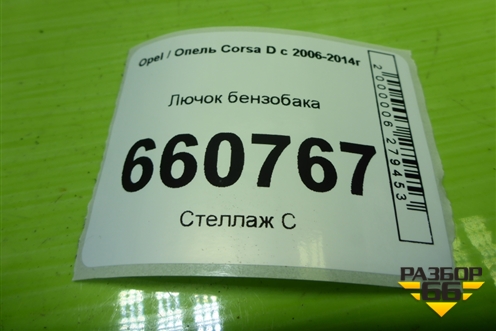 Opel / Опель Corsa D с 2006-2014г
Лючок бензобака
660767
Стеллаж С
2000006279453
РАЗБОР
66